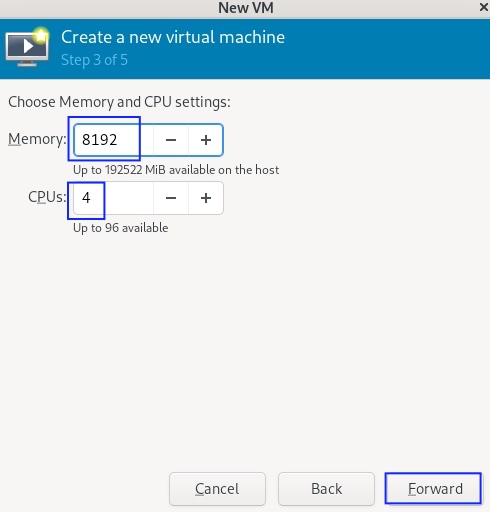 New VM
Create a new virtual machine
Step 3 of 5
Choose Memory and CPU settings:
Memory: 8192 − +
Up to 192522 MiB available on the host
CPUs: 4 − +
Up to 96 available
Cancel Back Forward